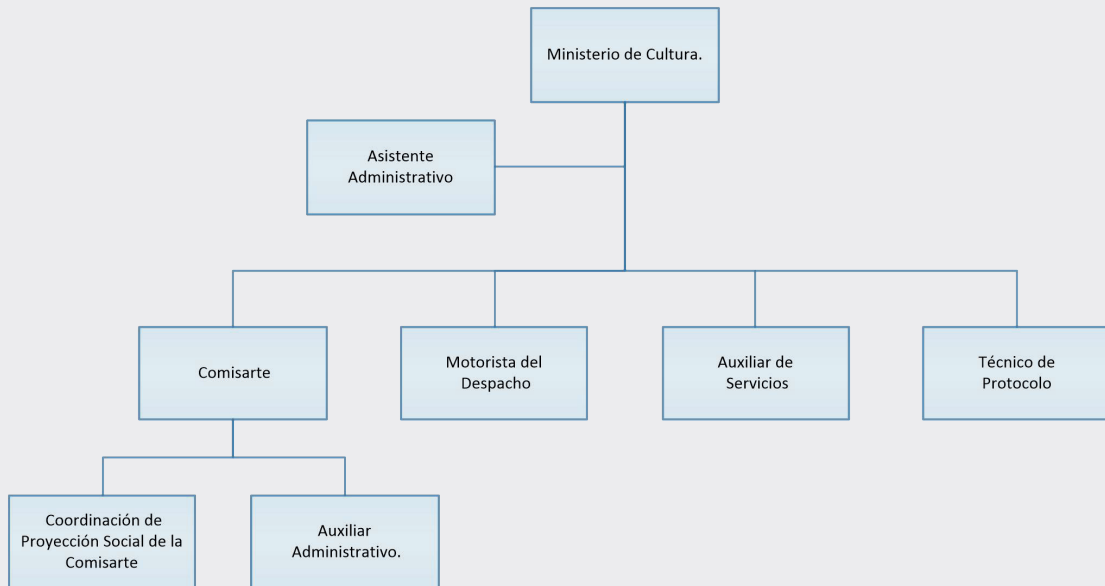 Ministerio de Cultura.
Asistente
Administrativo
Comisarte
Motorista del
Despacho
Auxiliar de
Servicios
Técnico de
Protocolo
Coordinación de
Proyección Social de la
Comisarte
Auxiliar
Administrativo.